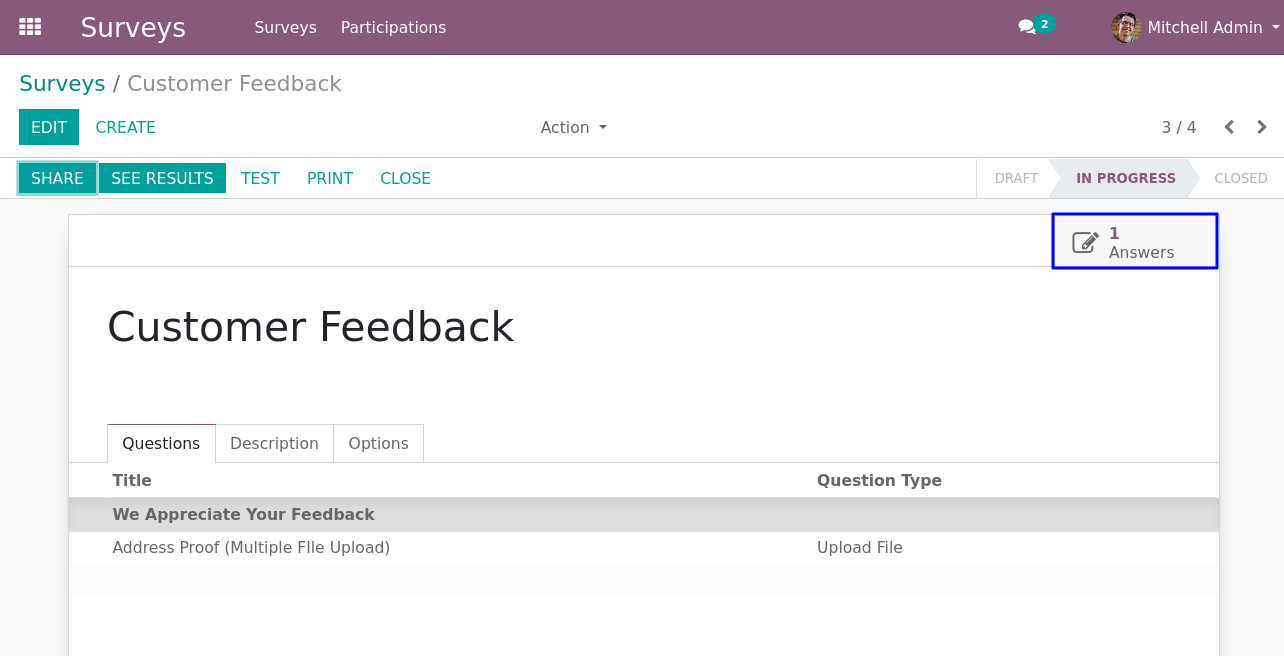 Surveys Surveys Participations 2 Mitchell Admin
Surveys / Customer Feedback
EDIT CREATE Action 3 / 4
SHARE SEE RESULTS TEST PRINT CLOSE DRAFT IN PROGRESS CLOSED
1
Answers
Customer Feedback
Questions Description Options
Title Question Type
We Appreciate Your Feedback
Address Proof (Multiple FIle Upload) Upload File